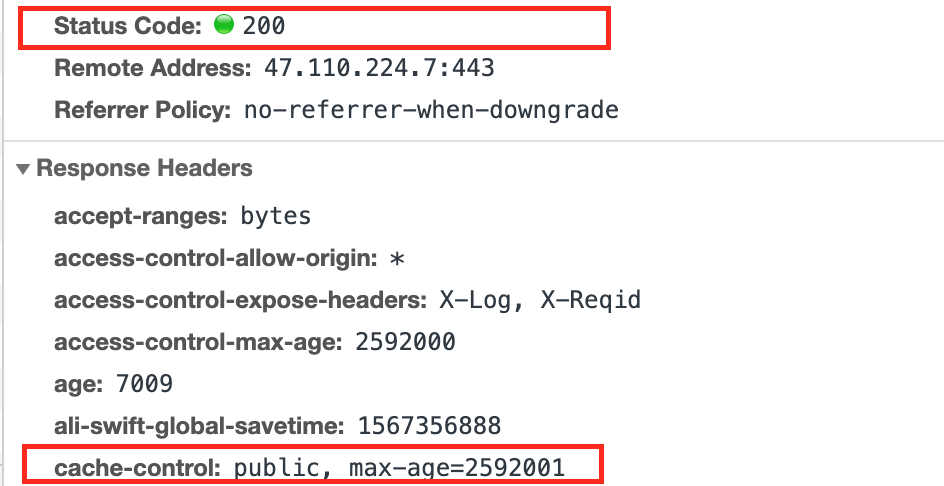 Status Code: 200
Remote Address: 47.110.224.7:443
Referrer Policy: no-referrer-when-downgrade
Response Headers
accept-ranges: bytes
access-control-allow-origin: *
access-control-expose-headers: X-Log, X-Reqid
access-control-max-age: 2592000
age: 7009
ali-swift-global-savetime: 1567356888
cache-control: public, max-age=2592001